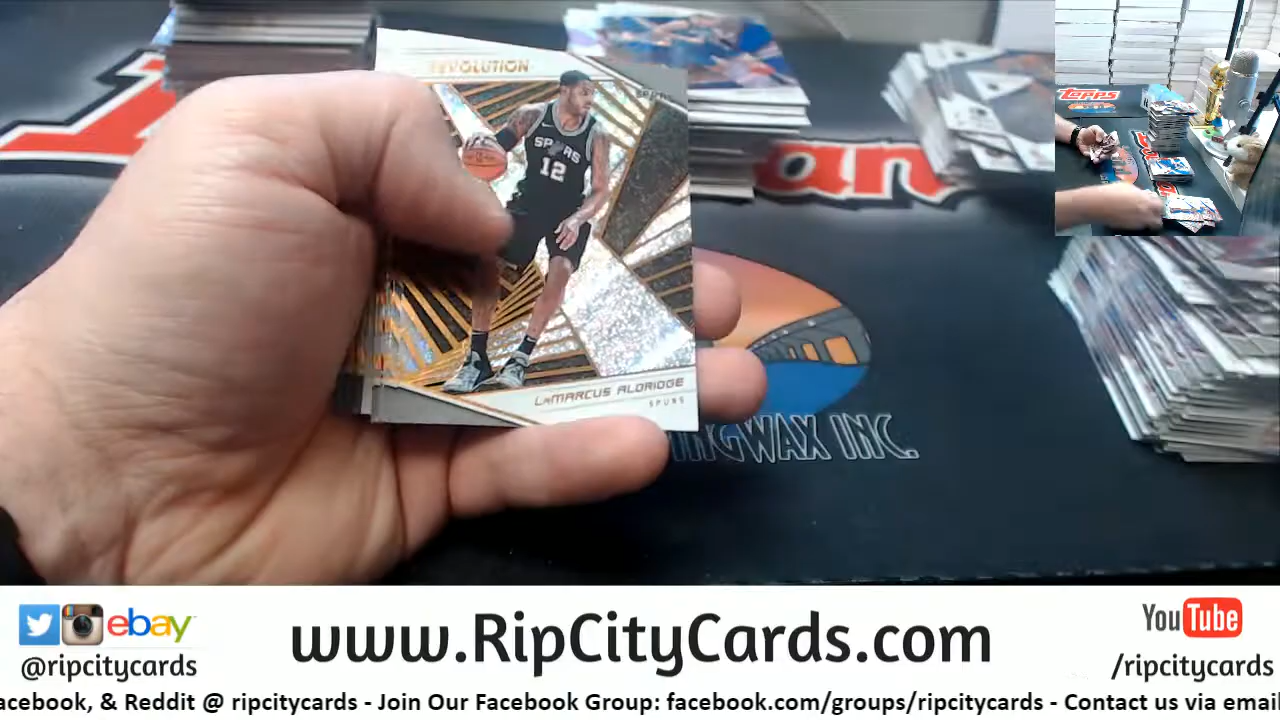 REVOLUTION
SPURS
12
LaMARCUS ALDRIDGE
SPURS
an
TOPPS
INGWAX INC.
ebay
@ripcitycards
www.RipCityCards.com
YouTube
/ripcitycards
acebook, & Reddit @ ripcitycards - Join Our Facebook Group: facebook.com/groups/ripcitycards - Contact us via email